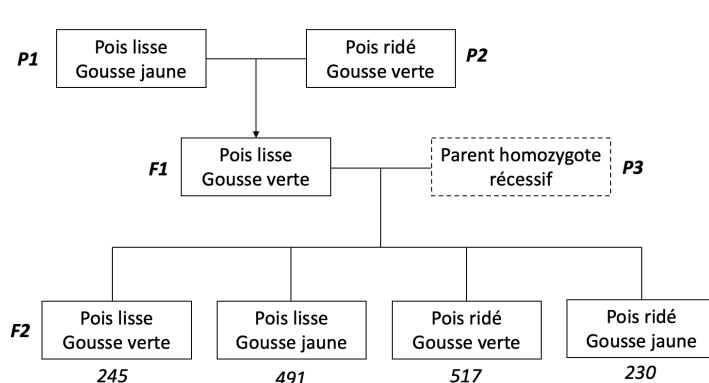 P1
Pois lisse
Gousse jaune
Pois ridé
Gousse verte
P2
F1
Pois lisse
Gousse verte
Parent homozygote
récessif
P3
F2
Pois lisse
Gousse verte
Pois lisse
Gousse jaune
Pois ridé
Gousse verte
Pois ridé
Gousse jaune
245
491
517
230